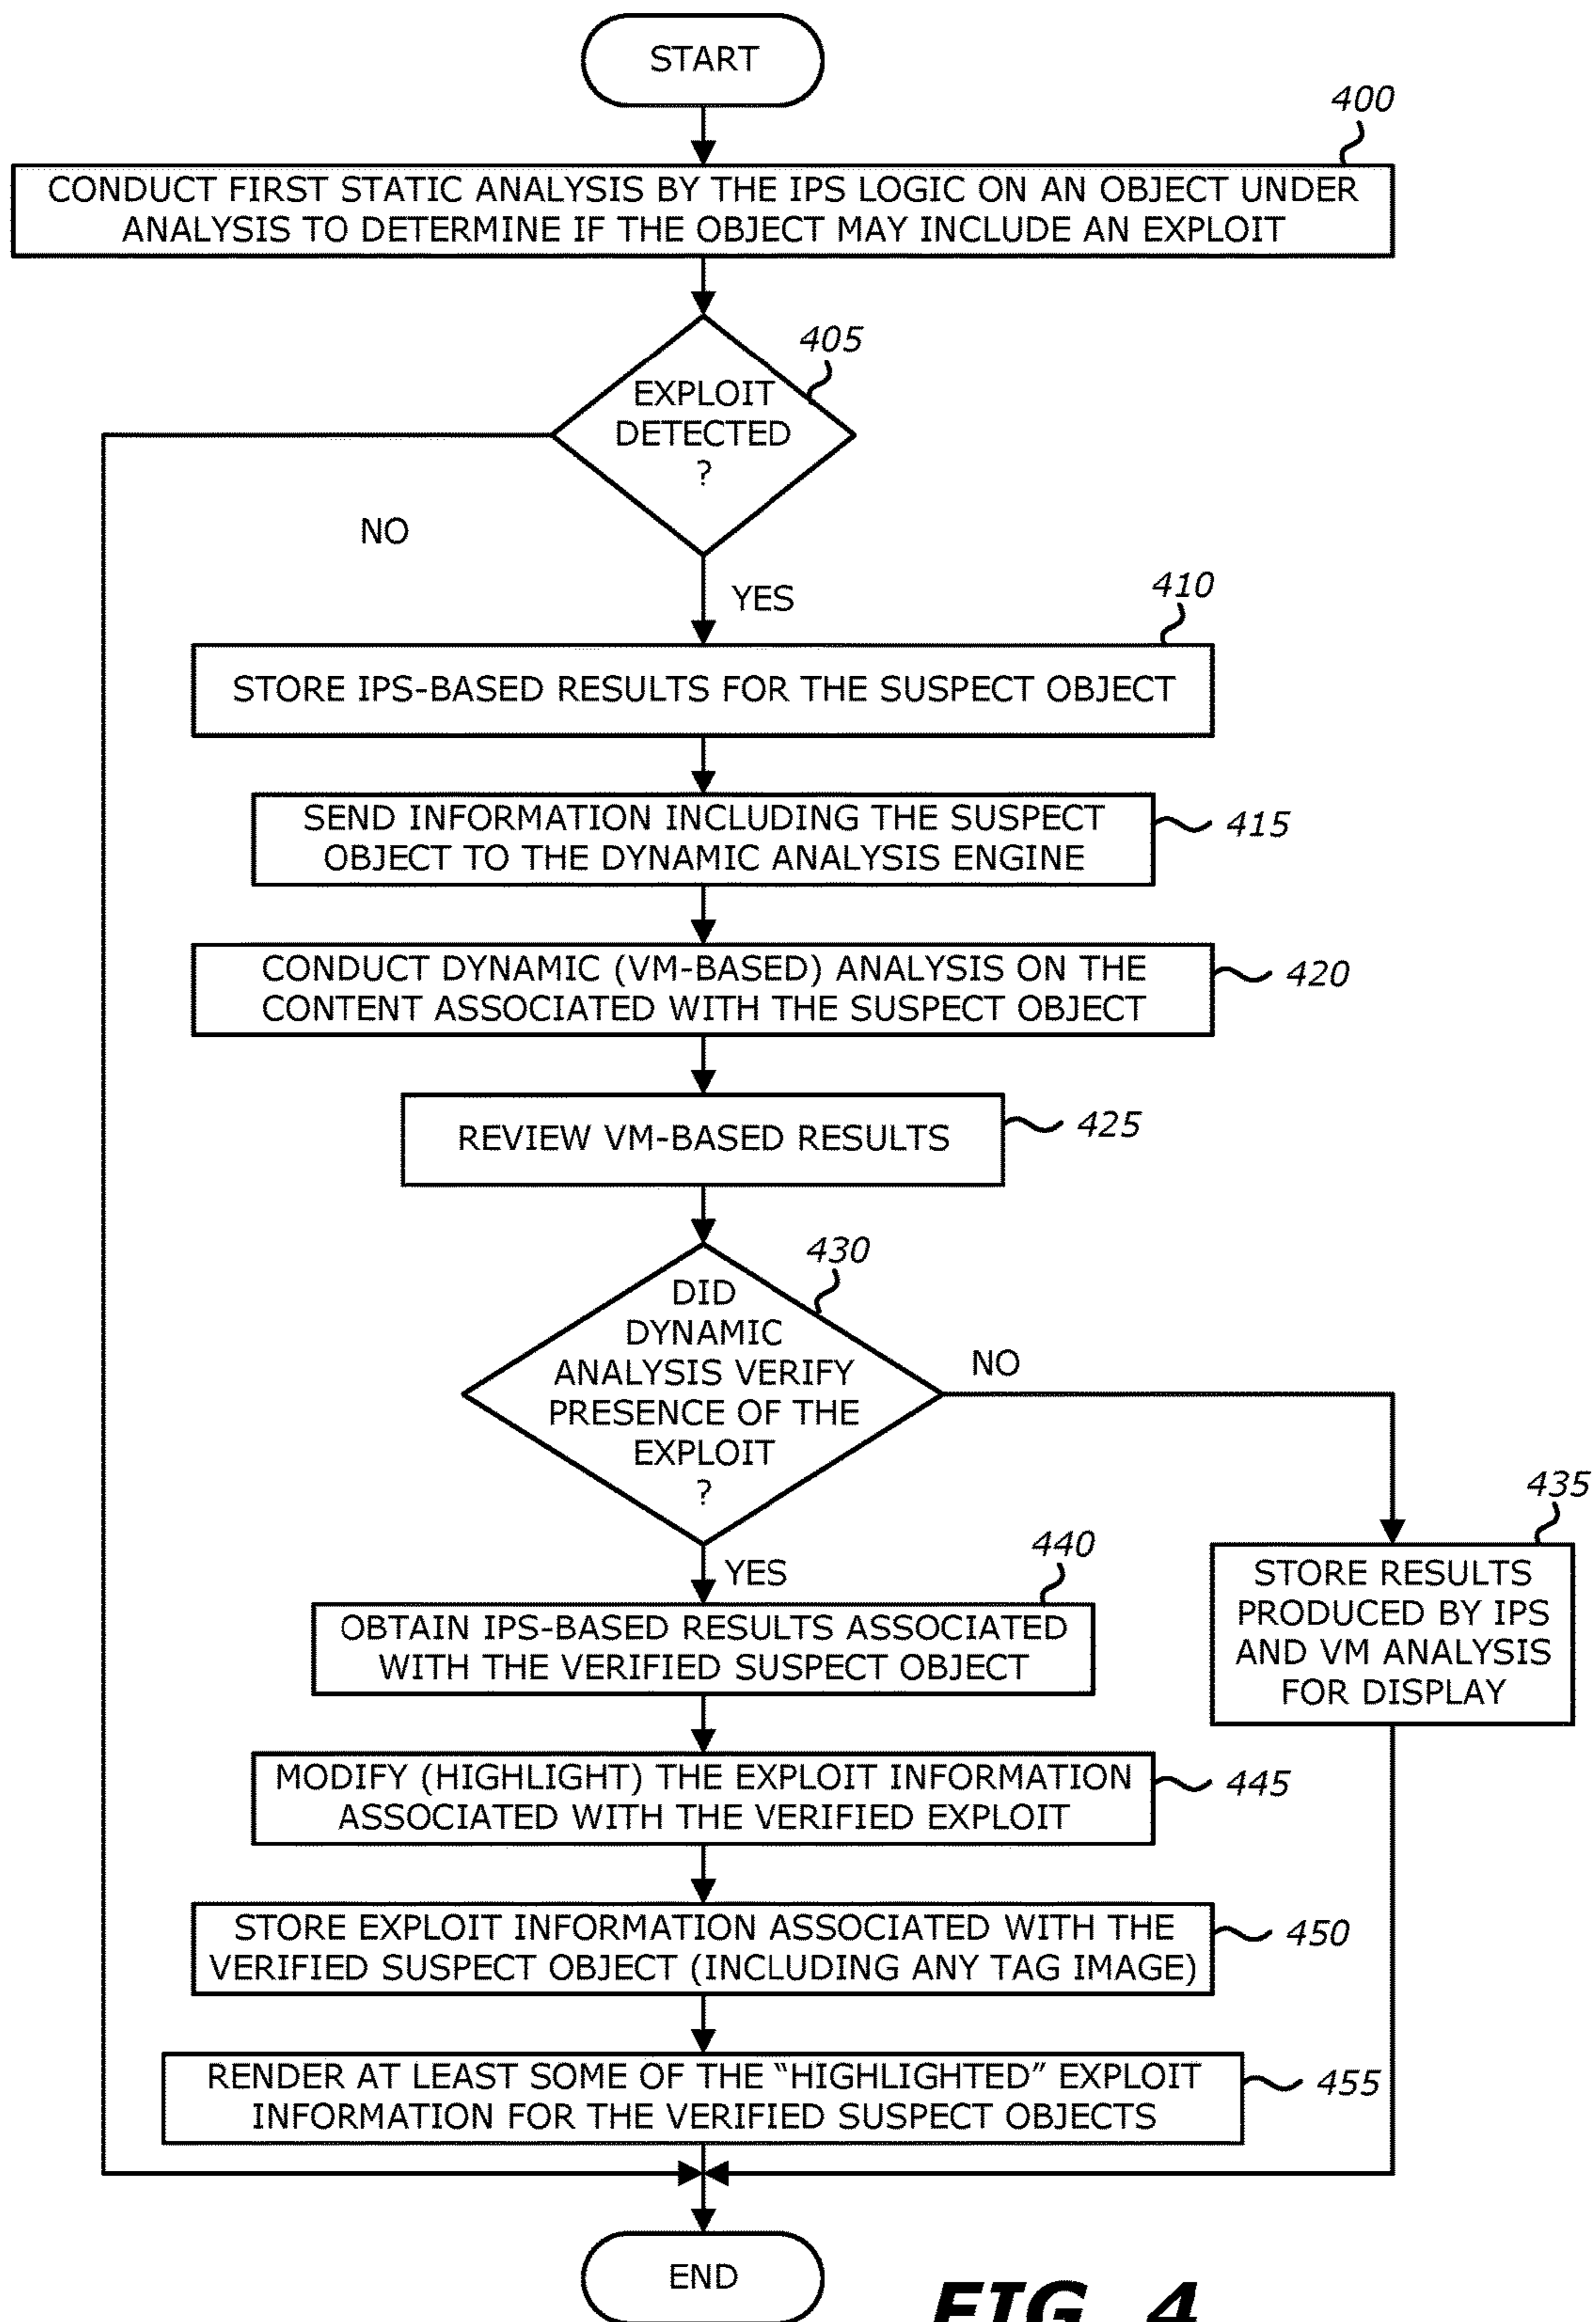 START
400
CONDUCT FIRST STATIC ANALYSIS BY THE IPS LOGIC ON AN OBJECT UNDER
ANALYSIS TO DETERMINE IF THE OBJECT MAY INCLUDE AN EXPLOIT
405
EXPLOIT
DETECTED
?
NO
YES
410
STORE IPS-BASED RESULTS FOR THE SUSPECT OBJECT
SEND INFORMATION INCLUDING THE SUSPECT
OBJECT TO THE DYNAMIC ANALYSIS ENGINE
415
CONDUCT DYNAMIC (VM-BASED) ANALYSIS ON THE
CONTENT ASSOCIATED WITH THE SUSPECT OBJECT
420
REVIEW VM-BASED RESULTS
425
430
DID
DYNAMIC
ANALYSIS VERIFY
PRESENCE OF THE
EXPLOIT
?
NO
YES
435
STORE RESULTS
PRODUCED BY IPS
AND VM ANALYSIS
FOR DISPLAY
440
OBTAIN IPS-BASED RESULTS ASSOCIATED
WITH THE VERIFIED SUSPECT OBJECT
MODIFY (HIGHLIGHT) THE EXPLOIT INFORMATION
ASSOCIATED WITH THE VERIFIED EXPLOIT
445
STORE EXPLOIT INFORMATION ASSOCIATED WITH THE
VERIFIED SUSPECT OBJECT (INCLUDING ANY TAG IMAGE)
450
RENDER AT LEAST SOME OF THE “HIGHLIGHTED” EXPLOIT
INFORMATION FOR THE VERIFIED SUSPECT OBJECTS
455
END
FIG. 4